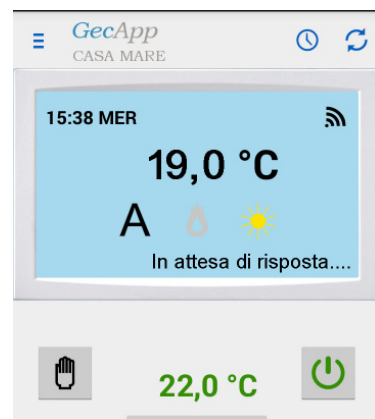 GecApp
CASA MARE
15:38 MER
19,0 °C
A
In attesa di risposta....
22,0 °C